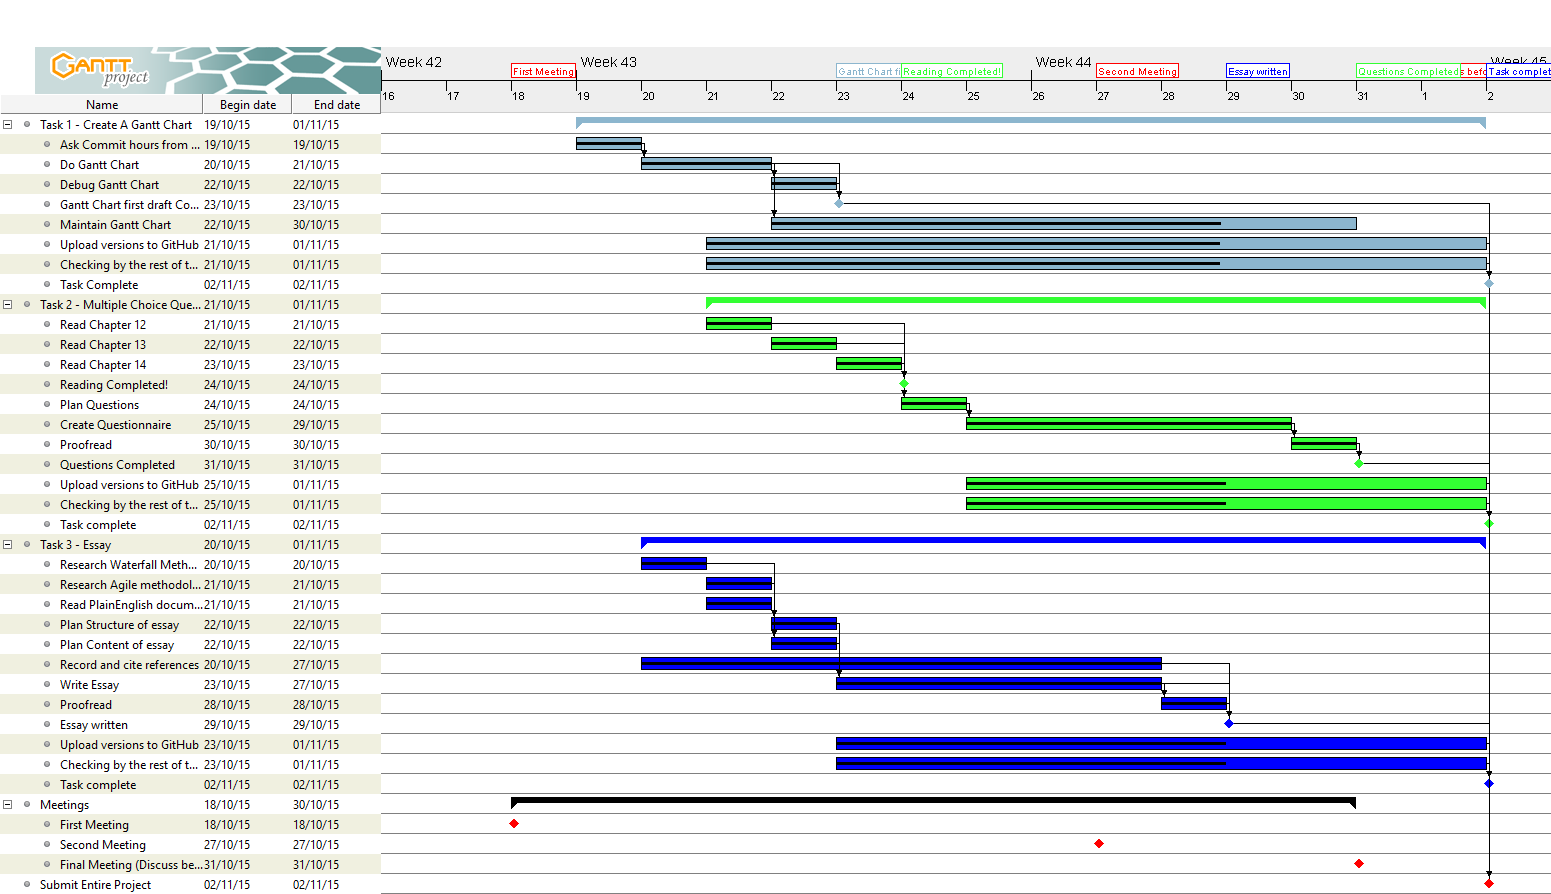 GANTT
project
Week 42
Week 43
Week 44
Week 45
First Meeting
Gantt Chart fi
Reading Completed!
Second Meeting
Essay written
Questions Completed
s befo
Task complet
Name Begin date End date
16 17 18 19 20 21 22 23 24 25 26 27 28 29 30 31 1 2
Task 1 - Create A Gantt Chart 19/10/15 01/11/15
Ask Commit hours from ... 19/10/15 19/10/15
Do Gantt Chart 20/10/15 21/10/15
Debug Gantt Chart 22/10/15 22/10/15
Gantt Chart first draft Co... 23/10/15 23/10/15
Maintain Gantt Chart 22/10/15 30/10/15
Upload versions to GitHub 21/10/15 01/11/15
Checking by the rest of t... 21/10/15 01/11/15
Task Complete 02/11/15 02/11/15
Task 2 - Multiple Choice Que... 21/10/15 01/11/15
Read Chapter 12 21/10/15 21/10/15
Read Chapter 13 22/10/15 22/10/15
Read Chapter 14 23/10/15 23/10/15
Reading Completed! 24/10/15 24/10/15
Plan Questions 24/10/15 24/10/15
Create Questionnaire 25/10/15 29/10/15
Proofread 30/10/15 30/10/15
Questions Completed 31/10/15 31/10/15
Upload versions to GitHub 25/10/15 01/11/15
Checking by the rest of t... 25/10/15 01/11/15
Task complete 02/11/15 02/11/15
Task 3 - Essay 20/10/15 01/11/15
Research Waterfall Meth... 20/10/15 20/10/15
Research Agile methodol... 21/10/15 21/10/15
Read PlainEnglish docum... 21/10/15 21/10/15
Plan Structure of essay 22/10/15 22/10/15
Plan Content of essay 22/10/15 22/10/15
Record and cite references 20/10/15 27/10/15
Write Essay 23/10/15 27/10/15
Proofread 28/10/15 28/10/15
Essay written 29/10/15 29/10/15
Upload versions to GitHub 23/10/15 01/11/15
Checking by the rest of t... 23/10/15 01/11/15
Task complete 02/11/15 02/11/15
Meetings 18/10/15 30/10/15
First Meeting 18/10/15 18/10/15
Second Meeting 27/10/15 27/10/15
Final Meeting (Discuss be... 31/10/15 31/10/15
Submit Entire Project 02/11/15 02/11/15